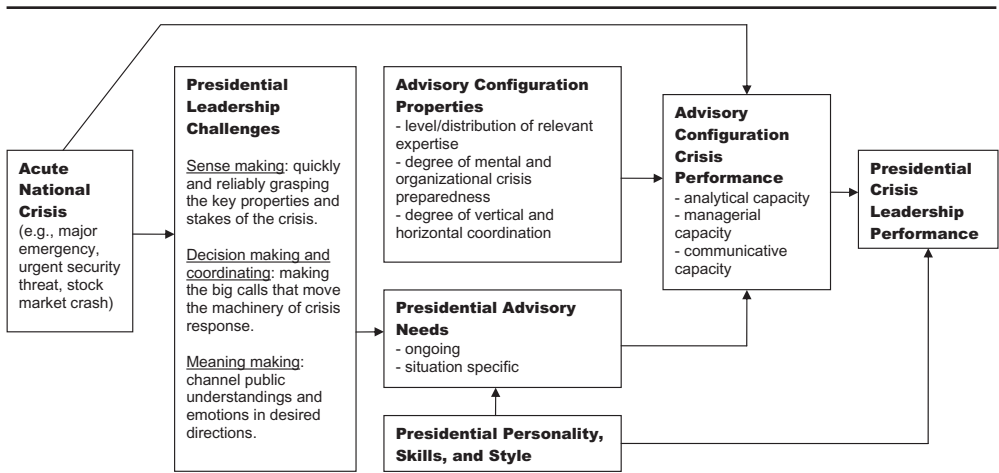 Acute
National
Crisis
(e.g., major
emergency,
urgent security
threat, stock
market crash)
Presidential
Leadership
Challenges
Sense making: quickly
and reliably grasping
the key properties and
stakes of the crisis.
Decision making and
coordinating: making
the big calls that move
the machinery of crisis
response.
Meaning making:
channel public
understandings and
emotions in desired
directions.
Advisory Configuration
Properties
- level/distribution of relevant
expertise
- degree of mental and
organizational crisis
preparedness
- degree of vertical and
horizontal coordination
Presidential Advisory
Needs
- ongoing
- situation specific
Presidential Personality,
Skills, and Style
Advisory
Configuration
Crisis
Performance
- analytical capacity
- managerial
capacity
- communicative
capacity
Presidential
Crisis
Leadership
Performance